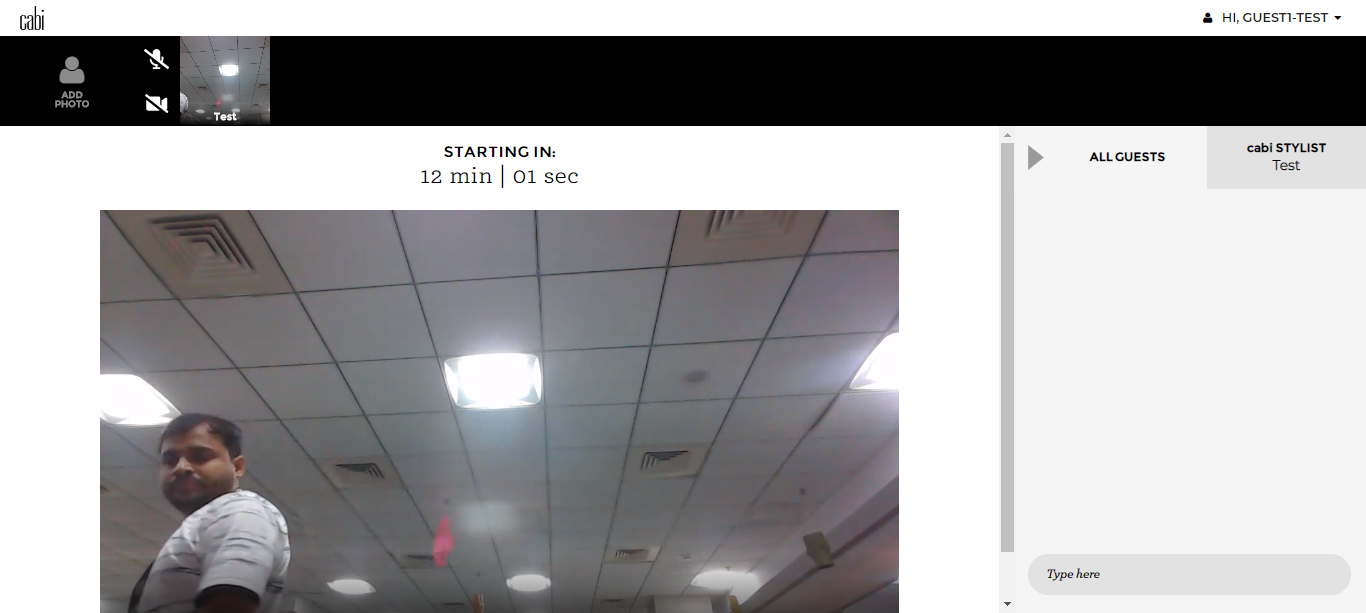 cabi
HI, GUEST1-TEST
ADD
PHOTO
Test
STARTING IN:
12 min | 01 sec
ALL GUESTS
cabi STYLIST
Test
Type here